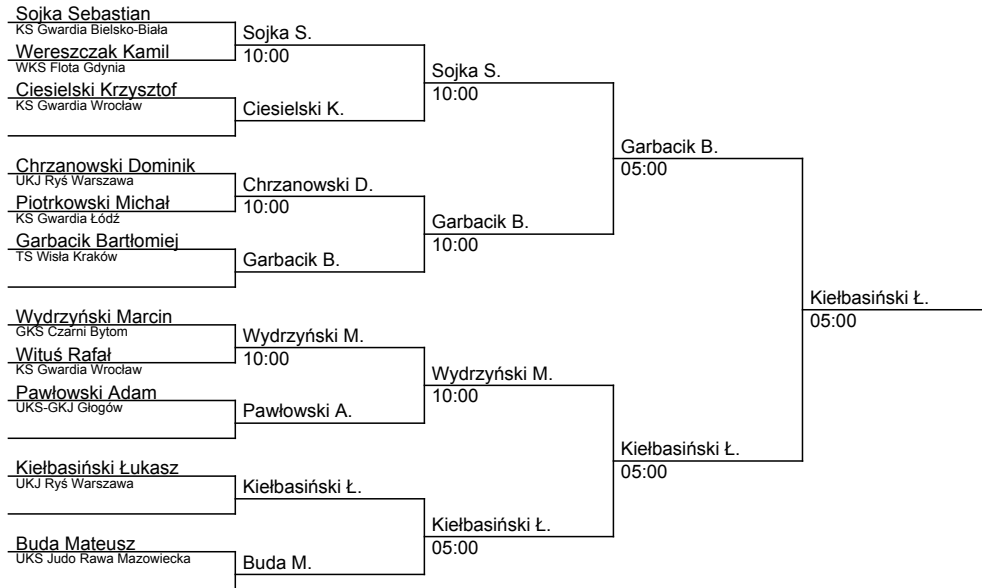 Sojka Sebastian
KS Gwardia Bielsko-Biała
Wereszczak Kamil
WKS Flota Gdynia
Ciesielski Krzysztof
KS Gwardia Wrocław
Chrzanowski Dominik
UKJ Ryś Warszawa
Piotrkowski Michał
KS Gwardia Łódź
Garbacik Bartłomiej
TS Wisła Kraków
Wydrzyński Marcin
GKS Czarni Bytom
Wituś Rafał
KS Gwardia Wrocław
Pawłowski Adam
UKS-GKJ Głogów
Kiełbasiński Łukasz
UKJ Ryś Warszawa
Buda Mateusz
UKS Judo Rawa Mazowiecka
Sojka S.
10:00
Ciesielski K.
Chrzanowski D.
10:00
Garbacik B.
Wydrzyński M.
10:00
Pawłowski A.
Kiełbasiński Ł.
Buda M.
Sojka S.
10:00
Garbacik B.
10:00
Wydrzyński M.
10:00
Kiełbasiński Ł.
05:00
Garbacik B.
05:00
Kiełbasiński Ł.
05:00
Kiełbasiński Ł.
05:00